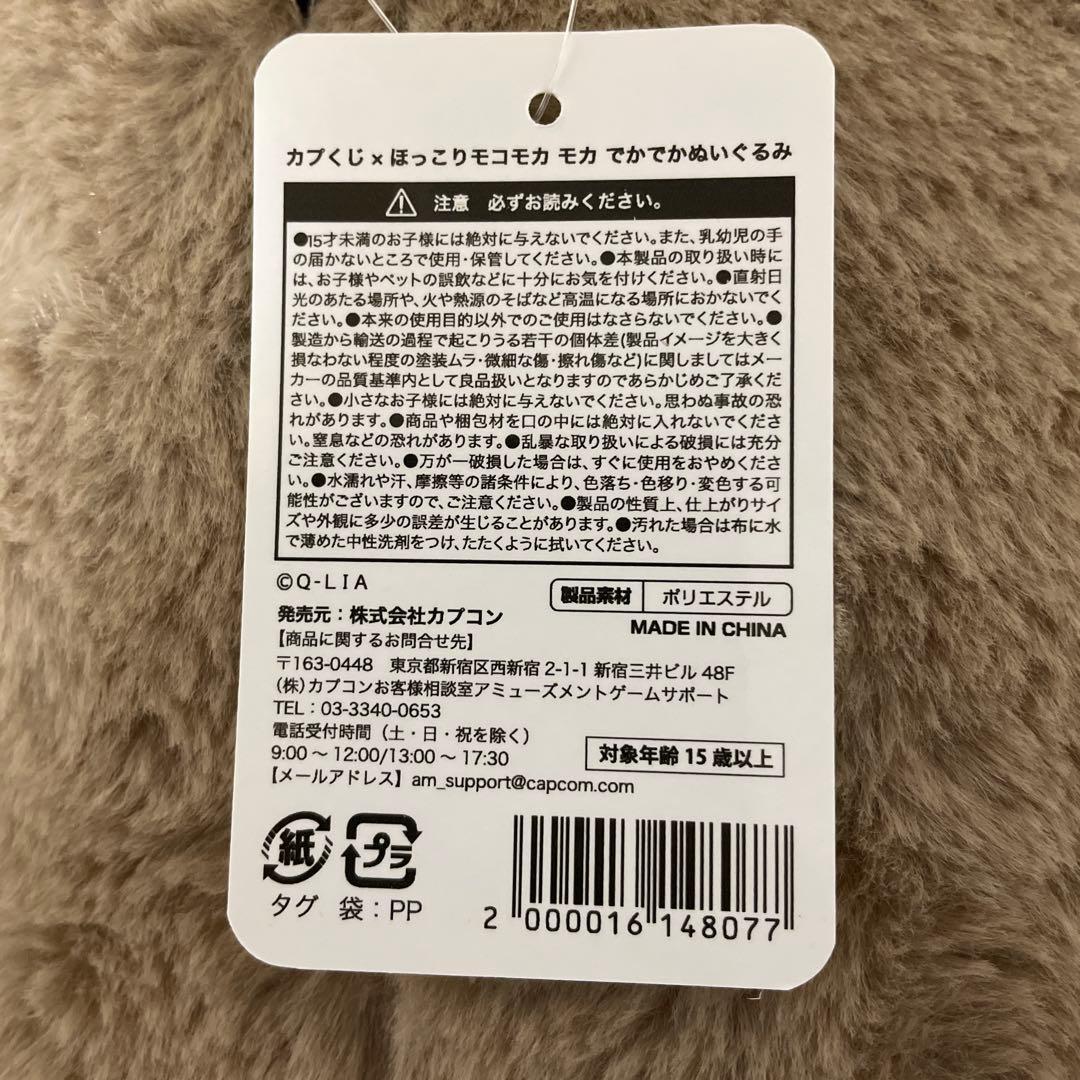 カプくじ × ほっこりモコモカ モカ でかでかぬいぐるみ
注意 必ずお読みください。
●15才未満のお子様には絶対に与えないでください。また、乳幼児の手
の届かないところで使用・保管してください。●本製品の取り扱い時に
は、お子様やペットの誤飲などに十分にお気を付けください。●直射日
光のあたる場所や、火や熱源のそばなど高温になる場所におかないでく
ださい。●本来の使用目的以外でのご使用はなさらないでください。●
製造から輸送の過程で起こりうる若干の個体差(製品イメージを大きく
損なわない程度の塗装ムラ・微細な傷・擦れ傷など)に関しましてはメー
カーの品質基準内として良品扱いとなりますのであらかじめご了承くだ
さい。●小さなお子様には絶対に与えないでください。思わぬ事故の恐
れがあります。●商品や梱包材を口の中には絶対に入れないでくださ
い。窒息などの恐れがあります。●乱暴な取り扱いによる破損には充分
ご注意ください。●万が一破損した場合は、すぐに使用をおやめくださ
い。●水濡れや汗、摩擦等の諸条件により、色落ち・色移り・変色する可
能性がございますので、ご注意ください。●製品の性質上、仕上がりサイ
ズや外観に多少の誤差が生じることがあります。●汚れた場合は布に水
で薄めた中性洗剤をつけ、たたくように拭いてください。
©Q-LIA
製品素材 ポリエステル
発売元：株式会社カプコン
MADE IN CHINA
【商品に関するお問合せ先】
〒163-0448 東京都新宿区西新宿 2-1-1 新宿三井ビル 48F
(株)カプコンお客様相談室アミューズメントゲームサポート
TEL：03-3340-0653
電話受付時間（土・日・祝を除く）
9:00 ～ 12:00/13:00 ～ 17:30
対象年齢 15 歳以上
【メールアドレス】am_support@capcom.com
紙 プラ
タグ 袋：PP
2 000016 148077